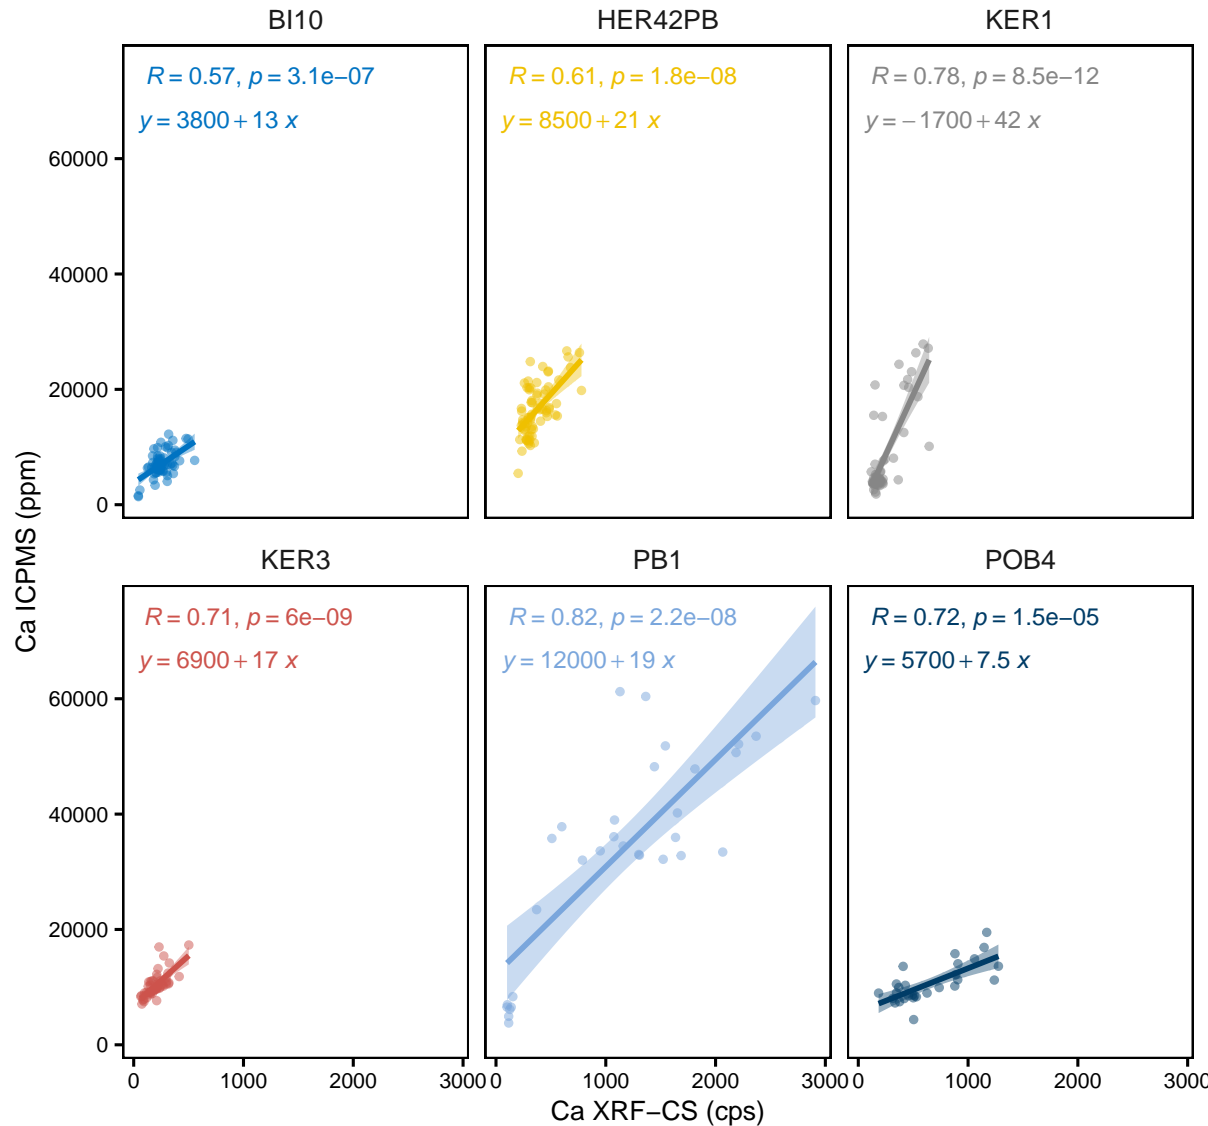 BI10 HER42PB KER1
R = 0.57, p = 3.1e−07 R = 0.61, p = 1.8e−08 R = 0.78, p = 8.5e−12
y = 3800 + 13 x y = 8500 + 21 x y = −1700 + 42 x
60000
40000
20000
0
Ca ICPMS (ppm)
KER3 PB1 POB4
R = 0.71, p = 6e−09 R = 0.82, p = 2.2e−08 R = 0.72, p = 1.5e−05
y = 6900 + 17 x y = 12000 + 19 x y = 5700 + 7.5 x
60000
40000
20000
0
0 1000 2000 3000 0 1000 2000 3000 0 1000 2000 3000
Ca XRF−CS (cps)